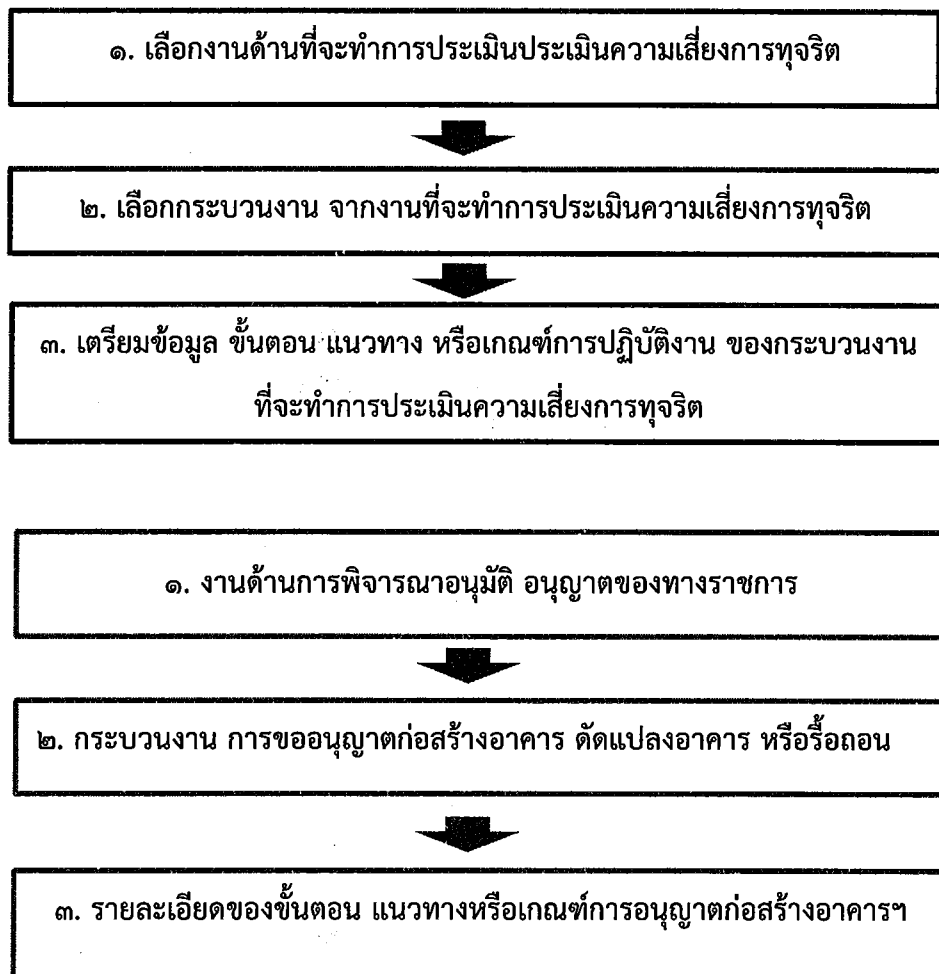 ๑. เลือกงานด้านที่จะทำการประเมินประเมินความเสี่ยงการทุจริต
๒. เลือกกระบวนงาน จากงานที่จะทำการประเมินความเสี่ยงการทุจริต
๓. เตรียมข้อมูล ขั้นตอน แนวทาง หรือเกณฑ์การปฏิบัติงาน ของกระบวนงาน
ที่จะทำการประเมินความเสี่ยงการทุจริต
๑. งานด้านการพิจารณาอนุมัติ อนุญาตของทางราชการ
๒. กระบวนงาน การขออนุญาตก่อสร้างอาคาร ดัดแปลงอาคาร หรือรื้อถอน
๓. รายละเอียดของขั้นตอน แนวทางหรือเกณฑ์การอนุญาตก่อสร้างอาคารฯ